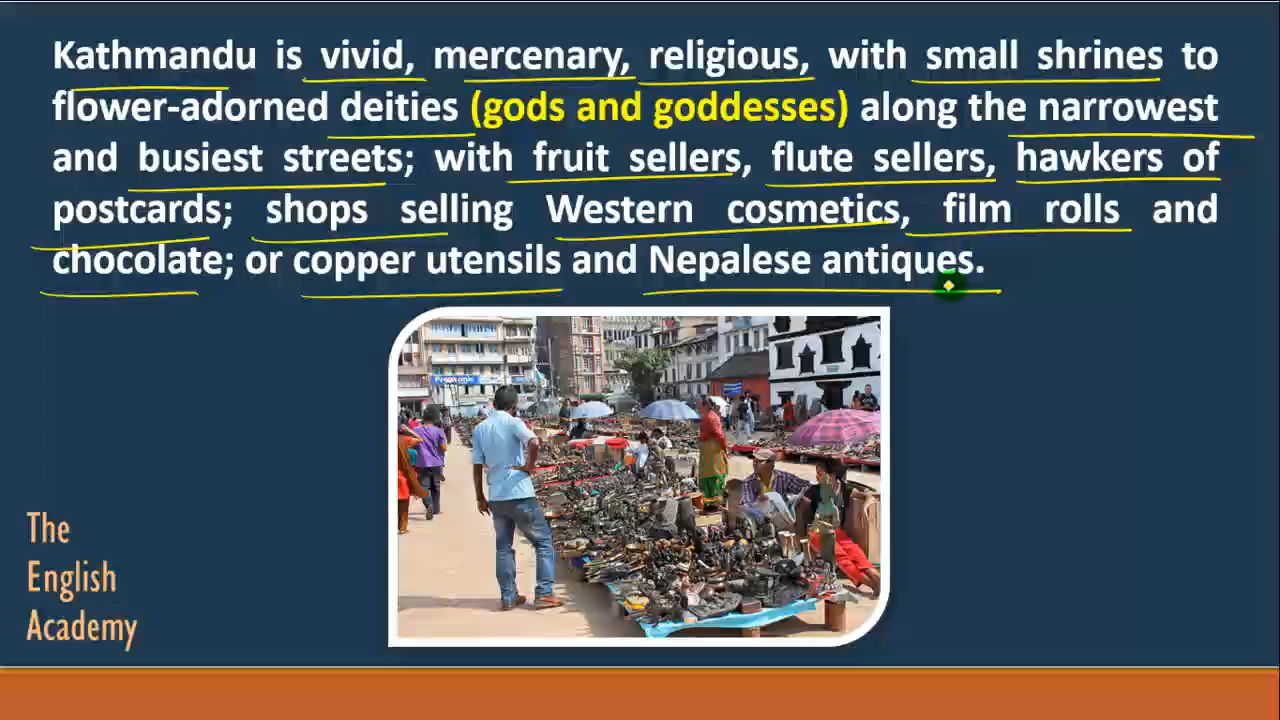 Kathmandu is vivid, mercenary, religious, with small shrines to
flower-adorned deities (gods and goddesses) along the narrowest
and busiest streets; with fruit sellers, flute sellers, hawkers of
postcards; shops selling Western cosmetics, film rolls and
chocolate; or copper utensils and Nepalese antiques.
The
English
Academy